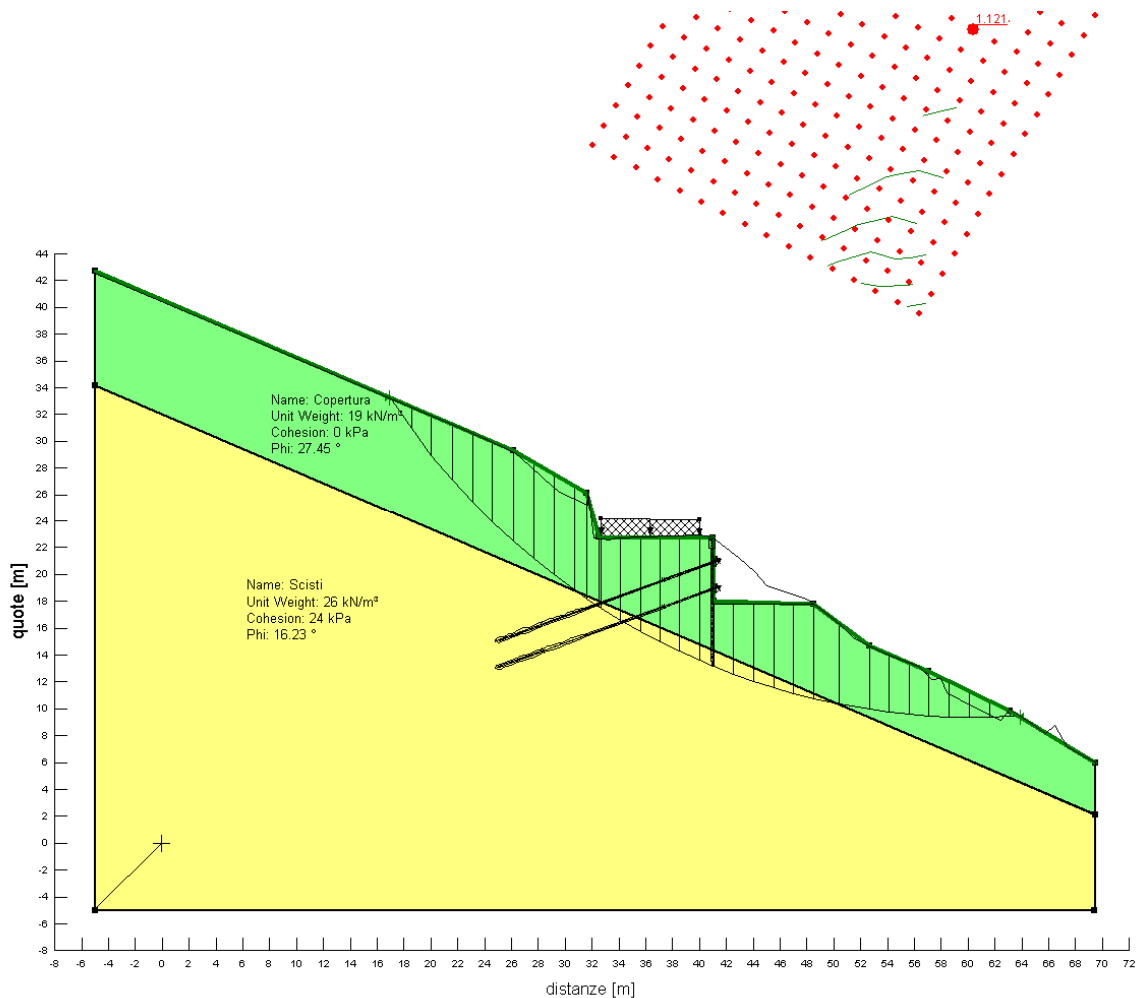 1.121
44
42
40
38
36
34
32
30
28
26
24
22
20
18
16
14
12
10
8
6
4
2
0
-2
-4
-6
-8
quote [m]
Name: Copertura
Unit Weight: 19 kN/m³
Cohesion: 0 kPa
Phi: 27.45 °
Name: Scisti
Unit Weight: 26 kN/m³
Cohesion: 24 kPa
Phi: 16.23 °
-8 -6 -4 -2 0 2 4 6 8 10 12 14 16 18 20 22 24 26 28 30 32 34 36 38 40 42 44 46 48 50 52 54 56 58 60 62 64 66 68 70 72
distanze [m]